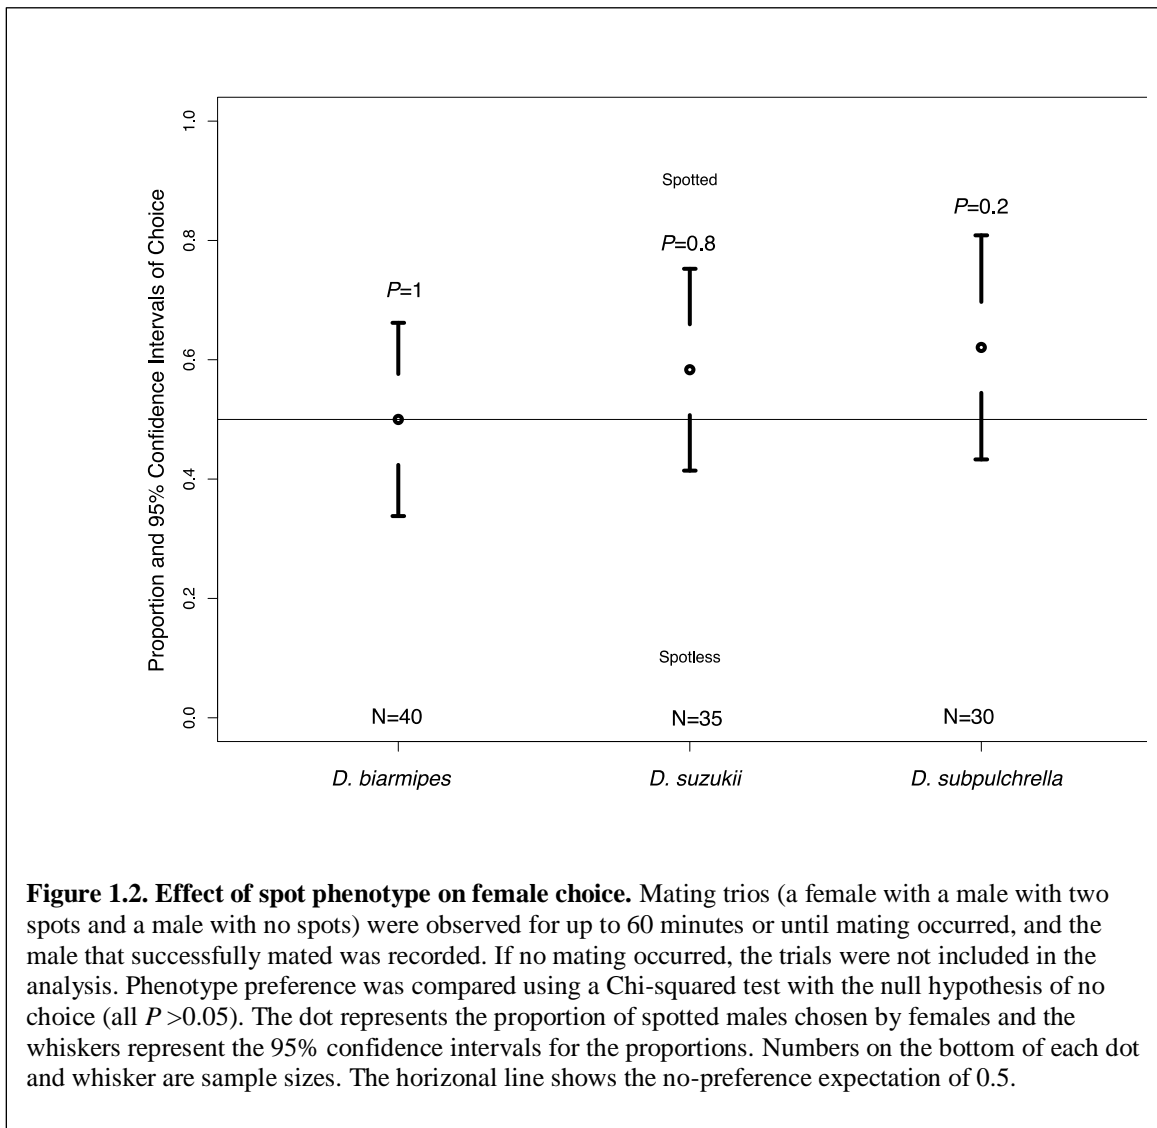 Proportion and 95% Confidence Intervals of Choice
1.0
0.8
0.6
0.4
0.2
0.0
Spotted
P=1
P=0.8
P=0.2
Spotless
N=40
N=35
N=30
D. biarmipes
D. suzukii
D. subpulchrella
Figure 1.2. Effect of spot phenotype on female choice. Mating trios (a female with a male with two
spots and a male with no spots) were observed for up to 60 minutes or until mating occurred, and the
male that successfully mated was recorded. If no mating occurred, the trials were not included in the
analysis. Phenotype preference was compared using a Chi-squared test with the null hypothesis of no
choice (all P >0.05). The dot represents the proportion of spotted males chosen by females and the
whiskers represent the 95% confidence intervals for the proportions. Numbers on the bottom of each dot
and whisker are sample sizes. The horizonal line shows the no-preference expectation of 0.5.